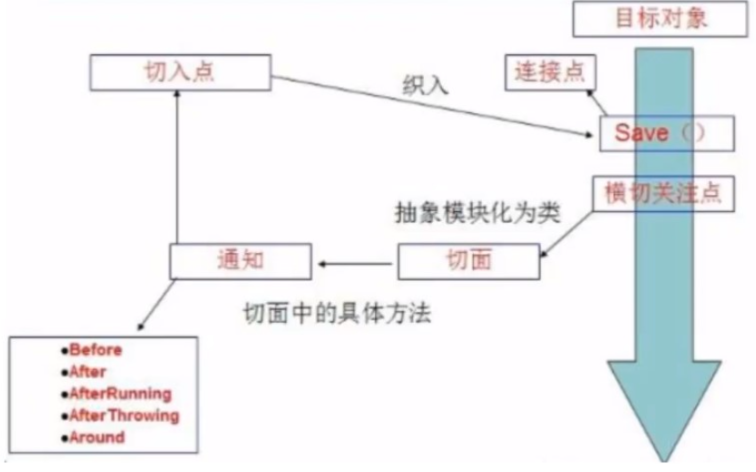 目标对象
切入点
连接点
织入
Save（）
横切关注点
抽象模块化为类
通知
切面
切面中的具体方法
●Before
●After
●AfterRunning
●AfterThrowing
●Around